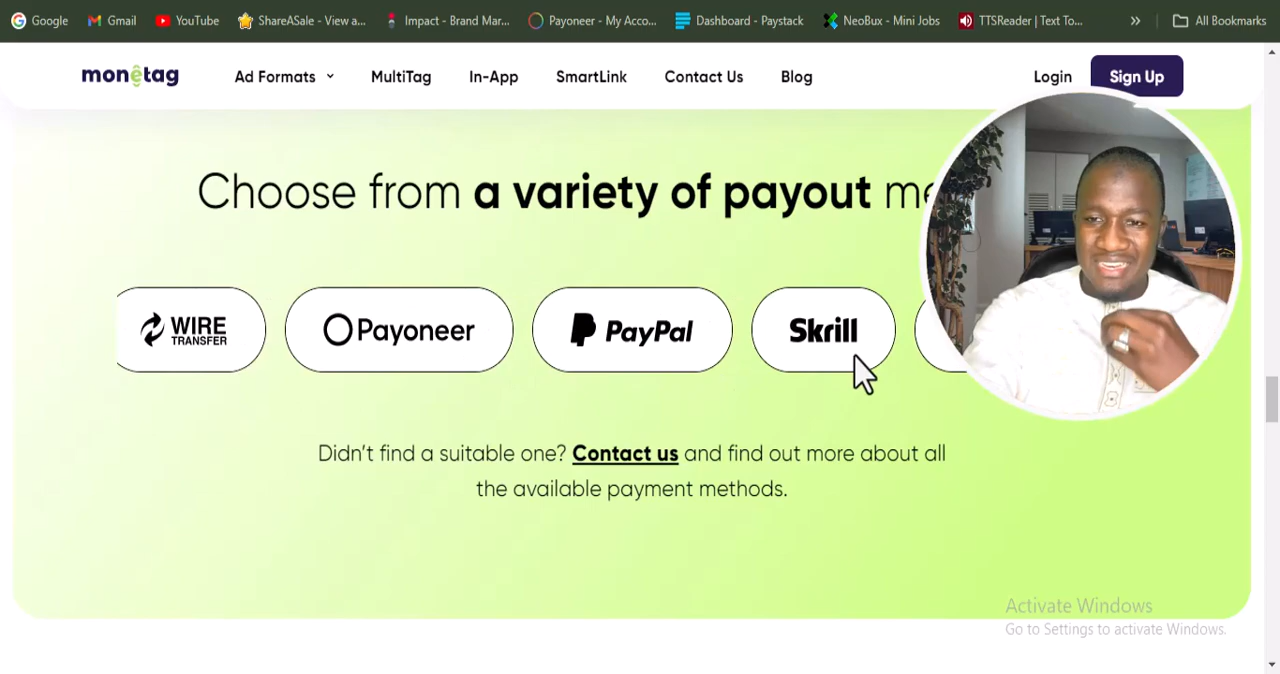 Google Gmail YouTube ShareASale - View a... Impact - Brand Mar... Payoneer - My Acco... Dashboard - Paystack NeoBux - Mini Jobs TTSReader | Text To... » All Bookmarks
monetag Ad Formats MultiTag In-App SmartLink Contact Us Blog Login Sign Up
Choose from a variety of payout
WIRE TRANSFER Payoneer PayPal Skrill
Didn't find a suitable one? Contact us and find out more about all
the available payment methods.
Activate Windows
Go to Settings to activate Windows.